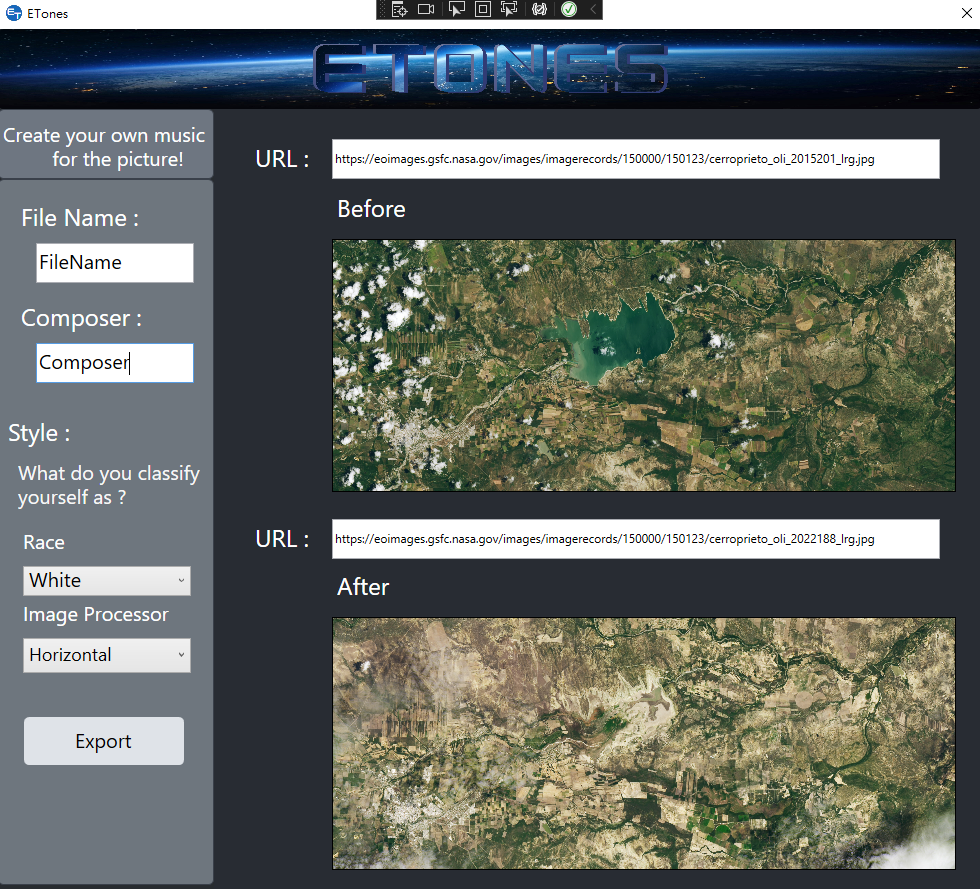 ETones
ETONES
Create your own music
for the picture!
File Name :
FileName
Composer :
Composer
Style :
What do you classify
yourself as ?
Race
White
Image Processor
Horizontal
Export
URL :
https://eoimages.gsfc.nasa.gov/images/imagerecords/150000/150123/cerroprieto_oli_2015201_lrg.jpg
Before
URL :
https://eoimages.gsfc.nasa.gov/images/imagerecords/150000/150123/cerroprieto_oli_2022188_lrg.jpg
After